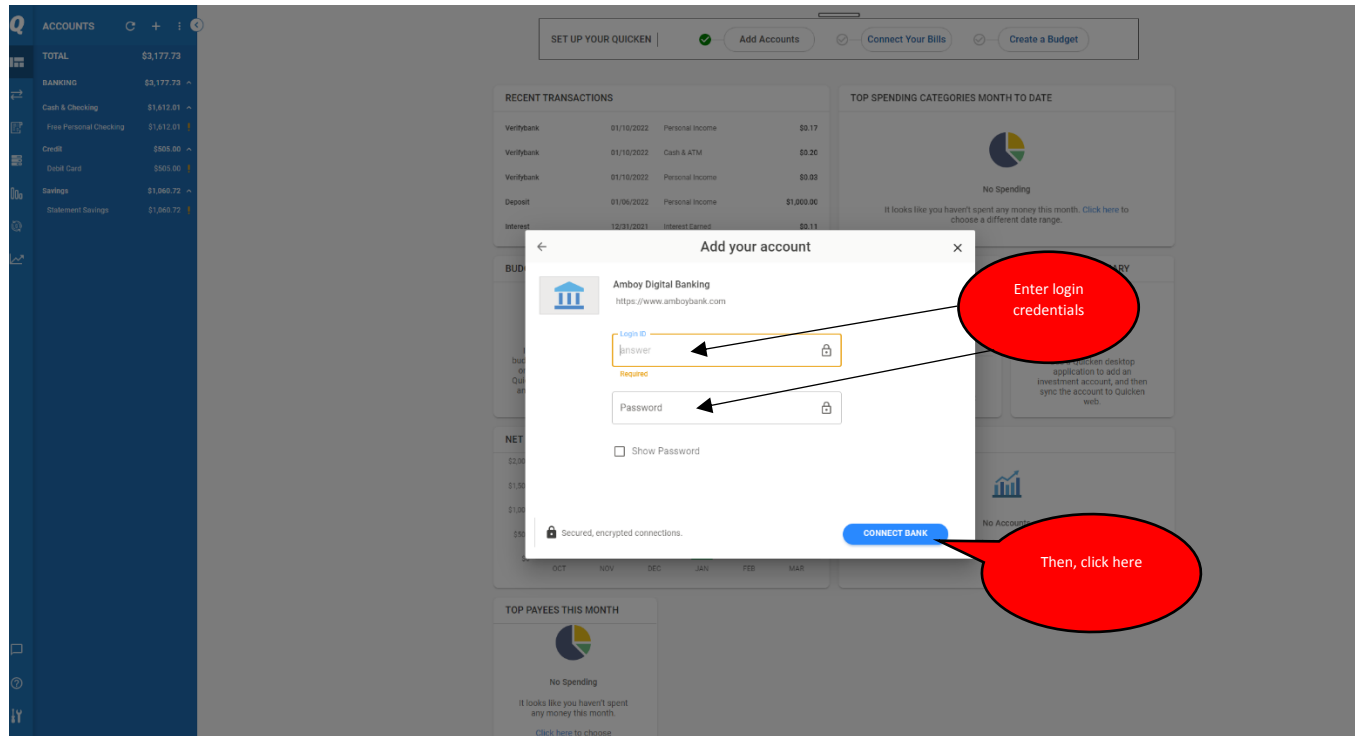 Q
ACCOUNTS
TOTAL $3,177.73
BANKING $3,177.73
Cash & Checking $1,612.01
Free Personal Checking $1,612.01
Credit $505.00
Debit Card $505.00
Savings $1,060.72
Statement Savings $1,060.72
SET UP YOUR QUICKEN
Add Accounts
Connect Your Bills
Create a Budget
RECENT TRANSACTIONS
Verifybank 01/10/2022 Personal Income $0.17
Verifybank 01/10/2022 Cash & ATM $0.20
Verifybank 01/10/2022 Personal Income $0.03
Deposit 01/06/2022 Personal Income $1,000.00
Interest 12/31/2021 Interest Earned $0.11
TOP SPENDING CATEGORIES MONTH TO DATE
No Spending
It looks like you haven't spent any money this month. Click here to
choose a different date range.
Add your account
Amboy Digital Banking
https://www.amboybank.com
Login ID
answer
Required
Password
Show Password
Secured, encrypted connections.
CONNECT BANK
Enter login
credentials
Then, click here
BUD
RY
Quicken desktop
application to add an
investment account, and then
sync the account to Quicken
web.
NET
OCT NOV DEC JAN FEB MAR
No Accounts
TOP PAYEES THIS MONTH
No Spending
It looks like you haven't spent
any money this month.
Click here to choose